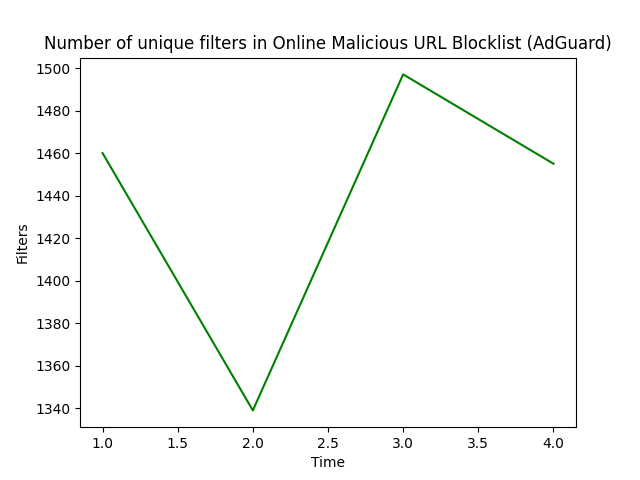 Number of unique filters in Online Malicious URL Blocklist (AdGuard)
1500
1480
1460
1440
1420
1400
1380
1360
1340
Filters
1.0 1.5 2.0 2.5 3.0 3.5 4.0
Time